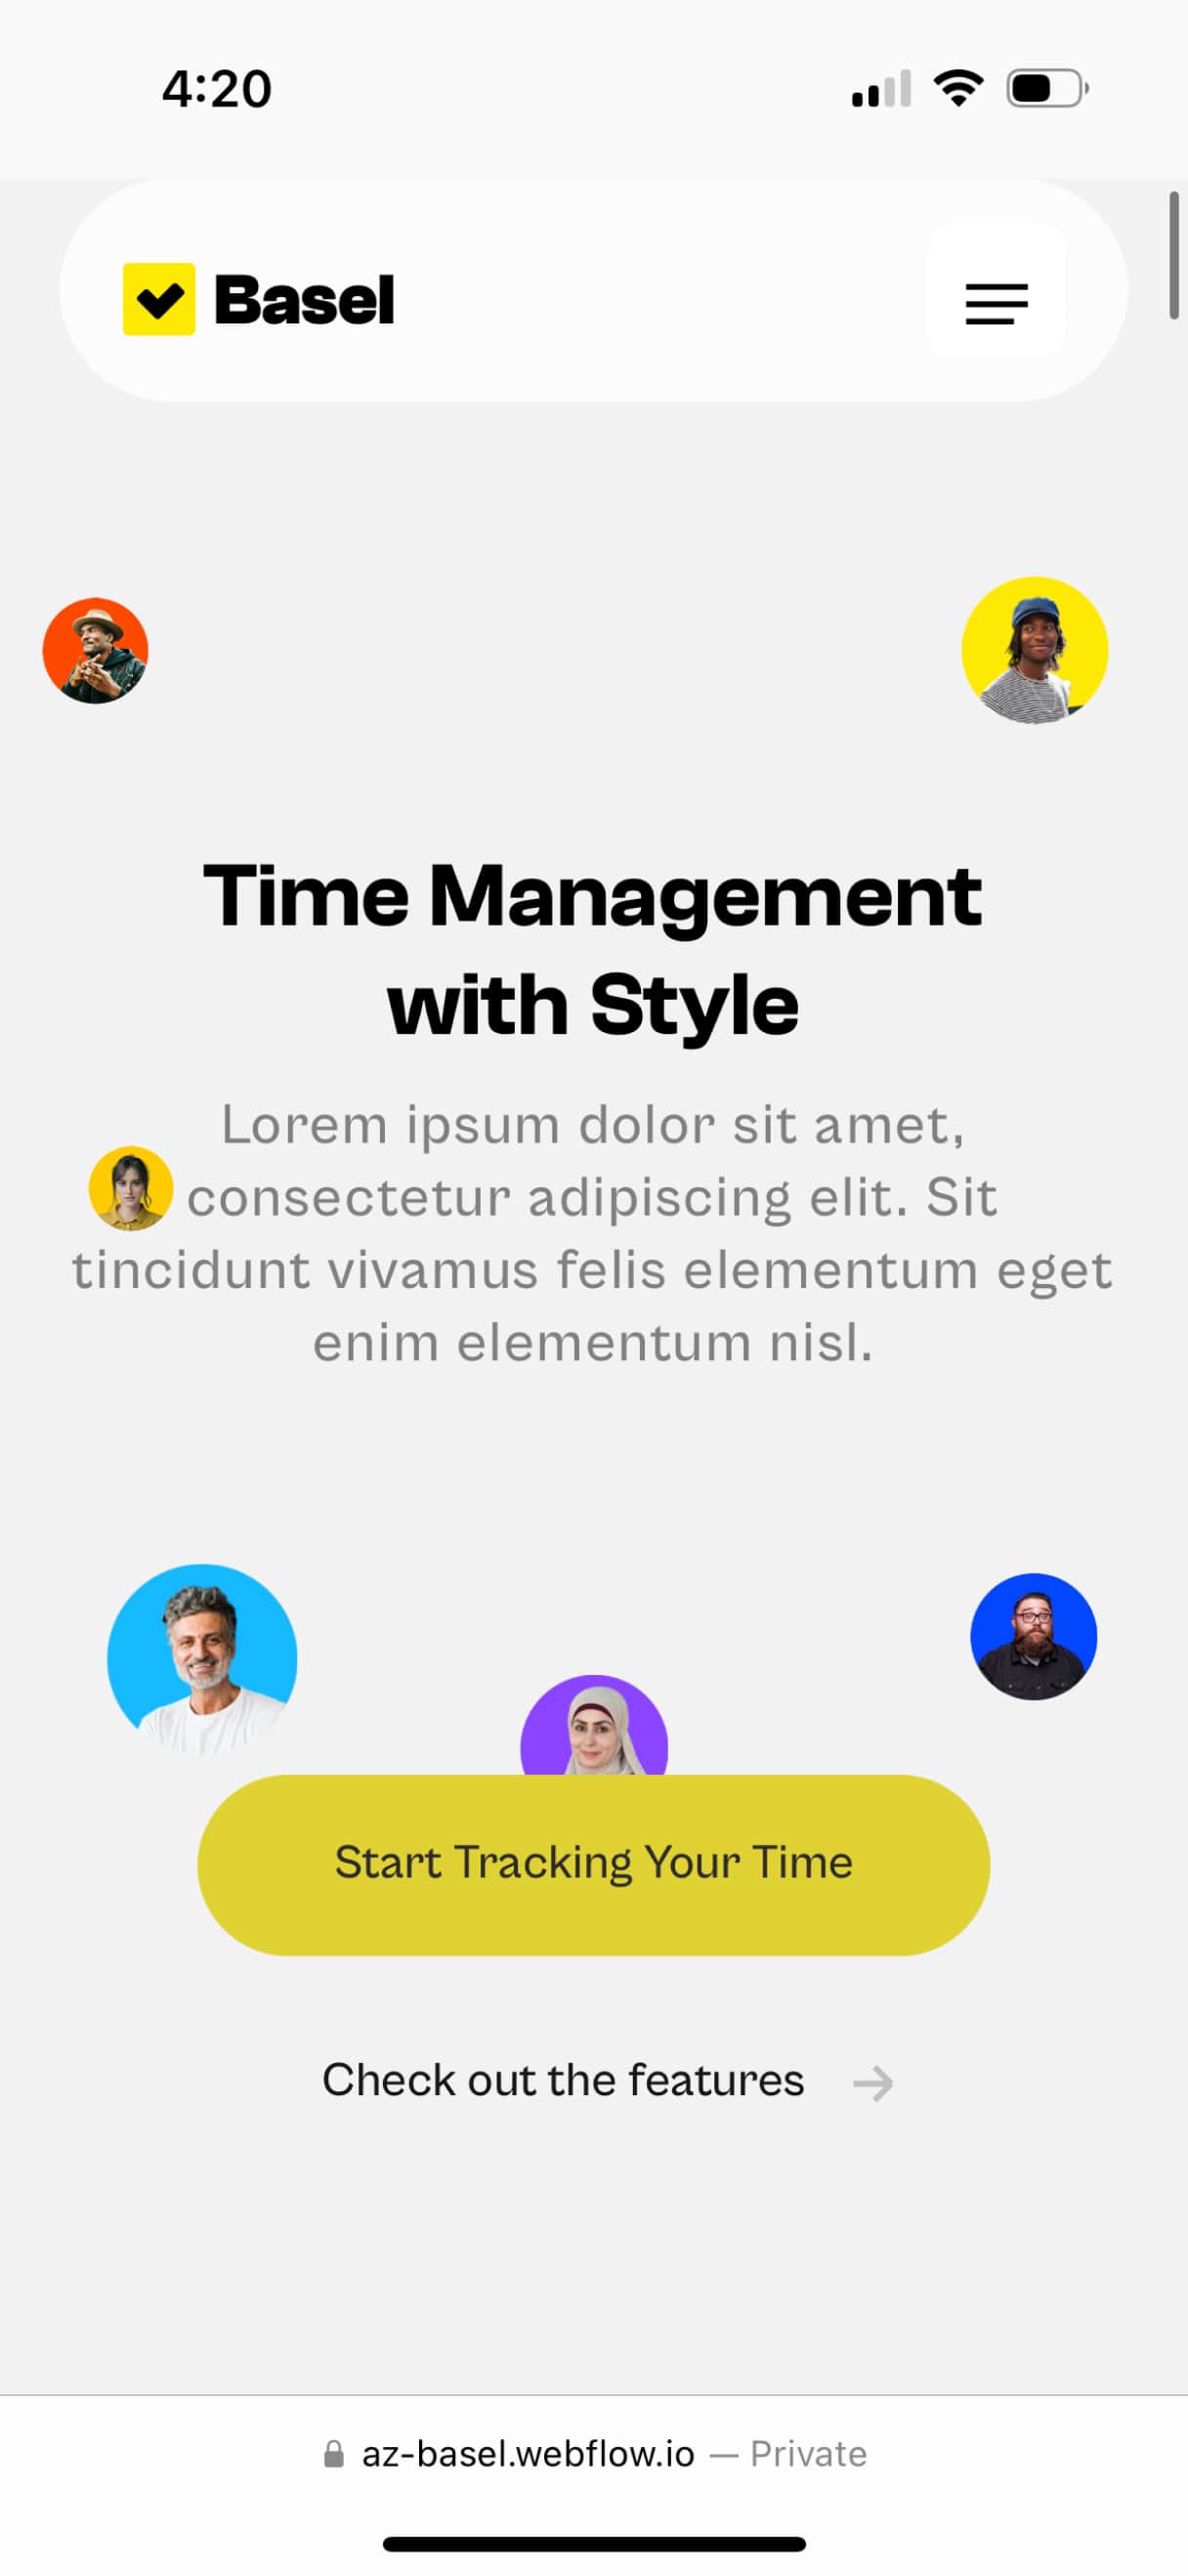 4:20
Basel
Time Management
with Style
Lorem ipsum dolor sit amet,
consectetur adipiscing elit. Sit
tincidunt vivamus felis elementum eget
enim elementum nisl.
Start Tracking Your Time
Check out the features
az-basel.webflow.io — Private